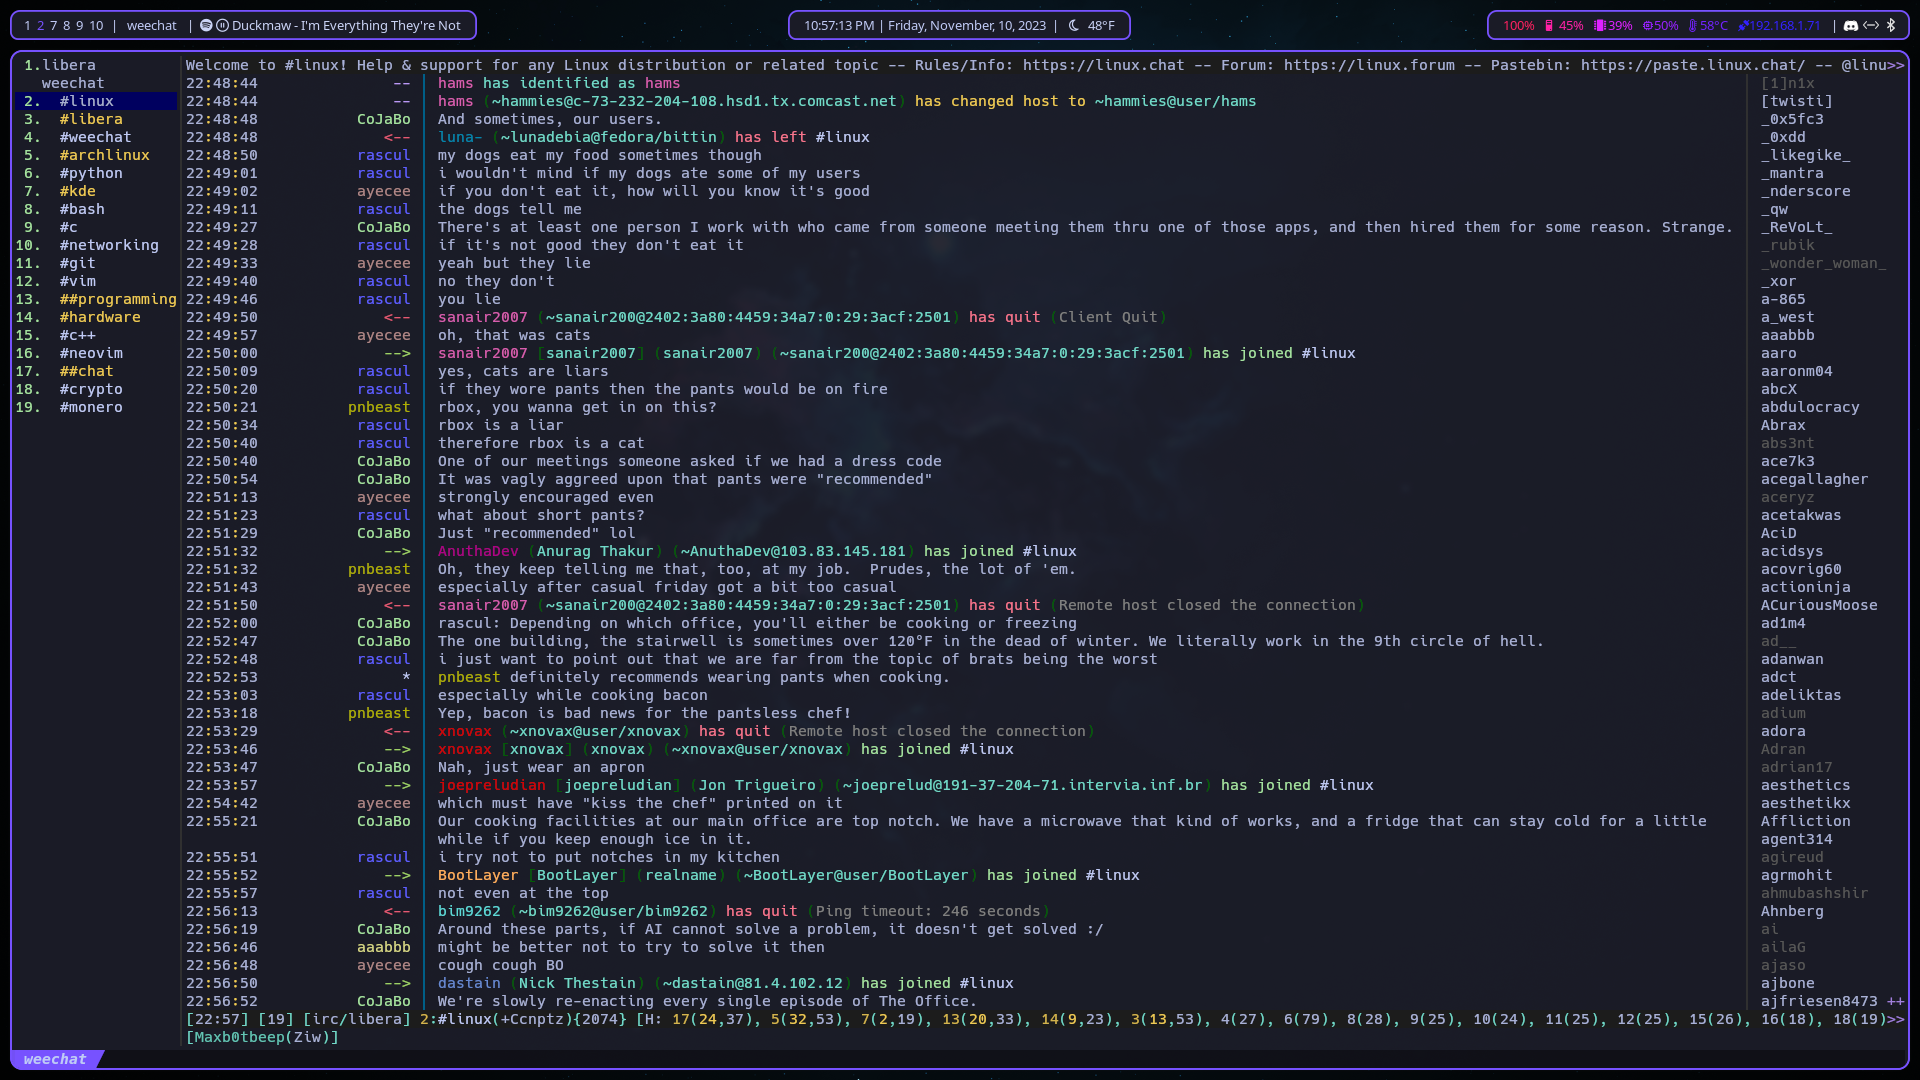 1 2 7 8 9 10 | weechat | Duckmaw - I'm Everything They're Not
10:57:13 PM | Friday, November, 10, 2023 | 48°F
100% 45% 39% 50% 58°C 192.168.1.71 |
1.libera
weechat
2. #linux
3. #libera
4. #weechat
5. #archlinux
6. #python
7. #kde
8. #bash
9. #c
10. #networking
11. #git
12. #vim
13. ##programming
14. #hardware
15. #c++
16. #neovim
17. ##chat
18. #crypto
19. #monero
Welcome to #linux! Help & support for any Linux distribution or related topic -- Rules/Info: https://linux.chat -- Forum: https://linux.forum -- Pastebin: https://paste.linux.chat/ -- @linu>>
22:48:44 -- hams has identified as hams
22:48:44 -- hams (~hammies@c-73-232-204-108.hsd1.tx.comcast.net) has changed host to ~hammies@user/hams
22:48:48 CoJaBo And sometimes, our users.
22:48:48 <-- luna- (~lunadebia@fedora/bittin) has left #linux
22:48:50 rascul my dogs eat my food sometimes though
22:49:01 rascul i wouldn't mind if my dogs ate some of my users
22:49:02 ayecee if you don't eat it, how will you know it's good
22:49:11 rascul the dogs tell me
22:49:27 CoJaBo There's at least one person I work with who came from someone meeting them thru one of those apps, and then hired them for some reason. Strange.
22:49:28 rascul if it's not good they don't eat it
22:49:33 ayecee yeah but they lie
22:49:40 rascul no they don't
22:49:46 rascul you lie
22:49:50 <-- sanair2007 (~sanair200@2402:3a80:4459:34a7:0:29:3acf:2501) has quit (Client Quit)
22:49:57 ayecee oh, that was cats
22:50:00 --> sanair2007 [sanair2007] (sanair2007) (~sanair200@2402:3a80:4459:34a7:0:29:3acf:2501) has joined #linux
22:50:09 rascul yes, cats are liars
22:50:20 rascul if they wore pants then the pants would be on fire
22:50:21 pnbeast rbox, you wanna get in on this?
22:50:34 rascul rbox is a liar
22:50:40 rascul therefore rbox is a cat
22:50:40 CoJaBo One of our meetings someone asked if we had a dress code
22:50:54 CoJaBo It was vagly aggreed upon that pants were "recommended"
22:51:13 ayecee strongly encouraged even
22:51:23 rascul what about short pants?
22:51:29 CoJaBo Just "recommended" lol
22:51:32 --> AnuthaDev (Anurag Thakur) (~AnuthaDev@103.83.145.181) has joined #linux
22:51:32 pnbeast Oh, they keep telling me that, too, at my job.  Prudes, the lot of 'em.
22:51:43 ayecee especially after casual friday got a bit too casual
22:51:50 <-- sanair2007 (~sanair200@2402:3a80:4459:34a7:0:29:3acf:2501) has quit (Remote host closed the connection)
22:52:00 CoJaBo rascul: Depending on which office, you'll either be cooking or freezing
22:52:47 CoJaBo The one building, the stairwell is sometimes over 120°F in the dead of winter. We literally work in the 9th circle of hell.
22:52:48 rascul i just want to point out that we are far from the topic of brats being the worst
22:52:53 * pnbeast definitely recommends wearing pants when cooking.
22:53:03 rascul especially while cooking bacon
22:53:18 pnbeast Yep, bacon is bad news for the pantsless chef!
22:53:29 <-- xnovax (~xnovax@user/xnovax) has quit (Remote host closed the connection)
22:53:46 --> xnovax [xnovax] (xnovax) (~xnovax@user/xnovax) has joined #linux
22:53:47 CoJaBo Nah, just wear an apron
22:53:57 --> joepreludian [joepreludian] (Jon Trigueiro) (~joeprelud@191-37-204-71.intervia.inf.br) has joined #linux
22:54:42 ayecee which must have "kiss the chef" printed on it
22:55:21 CoJaBo Our cooking facilities at our main office are top notch. We have a microwave that kind of works, and a fridge that can stay cold for a little
while if you keep enough ice in it.
22:55:51 rascul i try not to put notches in my kitchen
22:55:52 --> BootLayer [BootLayer] (realname) (~BootLayer@user/BootLayer) has joined #linux
22:55:57 rascul not even at the top
22:56:13 <-- bim9262 (~bim9262@user/bim9262) has quit (Ping timeout: 246 seconds)
22:56:19 CoJaBo Around these parts, if AI cannot solve a problem, it doesn't get solved :/
22:56:46 aaabbb might be better not to try to solve it then
22:56:48 ayecee cough cough BO
22:56:50 --> dastain (Nick Thestain) (~dastain@81.4.102.12) has joined #linux
22:56:52 CoJaBo We're slowly re-enacting every single episode of The Office.
[1]n1x
[twisti]
_0x5fc3
_0xdd
_likegike_
_mantra
_nderscore
_qw
_ReVoLt_
_rubik
_wonder_woman_
_xor
a-865
a_west
aaabbb
aaro
aaronm04
abcX
abdulocracy
Abrax
abs3nt
ace7k3
acegallagher
aceryz
acetakwas
AciD
acidsys
acovrig60
actioninja
ACuriousMoose
ad1m4
ad__
adanwan
adct
adeliktas
adium
adora
Adran
adrian17
aesthetics
aesthetikx
Affliction
agent314
agireud
agrmohit
ahmubashshir
Ahnberg
ai
ailaG
ajaso
ajbone
ajfriesen8473 ++
[22:57] [19] [irc/libera] 2:#linux(+Ccnptz){2074} [H: 17(24,37), 5(32,53), 7(2,19), 13(20,33), 14(9,23), 3(13,53), 4(27), 6(79), 8(28), 9(25), 10(24), 11(25), 12(25), 15(26), 16(18), 18(19)>>
[Maxb0tbeep(Ziw)]
weechat